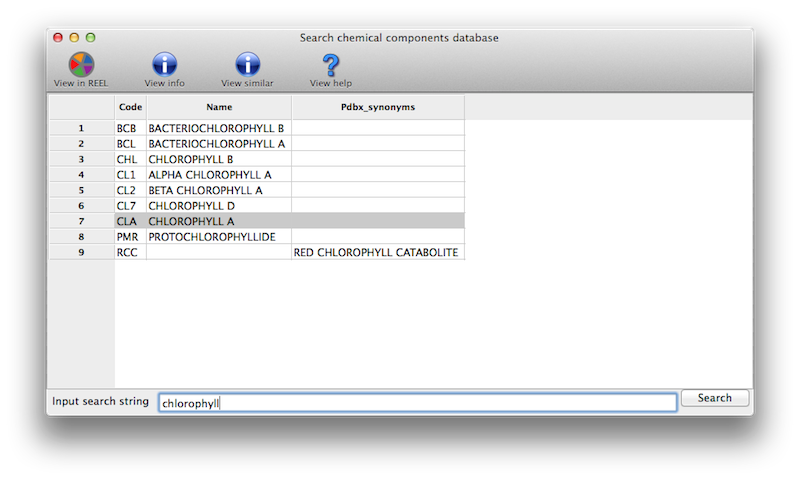 Search chemical components database
View in REEL View info View similar View help
Code Name Pdbx_synonyms
1 BCB BACTERIOCHLOROPHYLL B
2 BCL BACTERIOCHLOROPHYLL A
3 CHL CHLOROPHYLL B
4 CL1 ALPHA CHLOROPHYLL A
5 CL2 BETA CHLOROPHYLL A
6 CL7 CHLOROPHYLL D
7 CLA CHLOROPHYLL A
8 PMR PROTOCHLOROPHYLLIDE
9 RCC RED CHLOROPHYLL CATABOLITE
Input search string chlorophyll Search